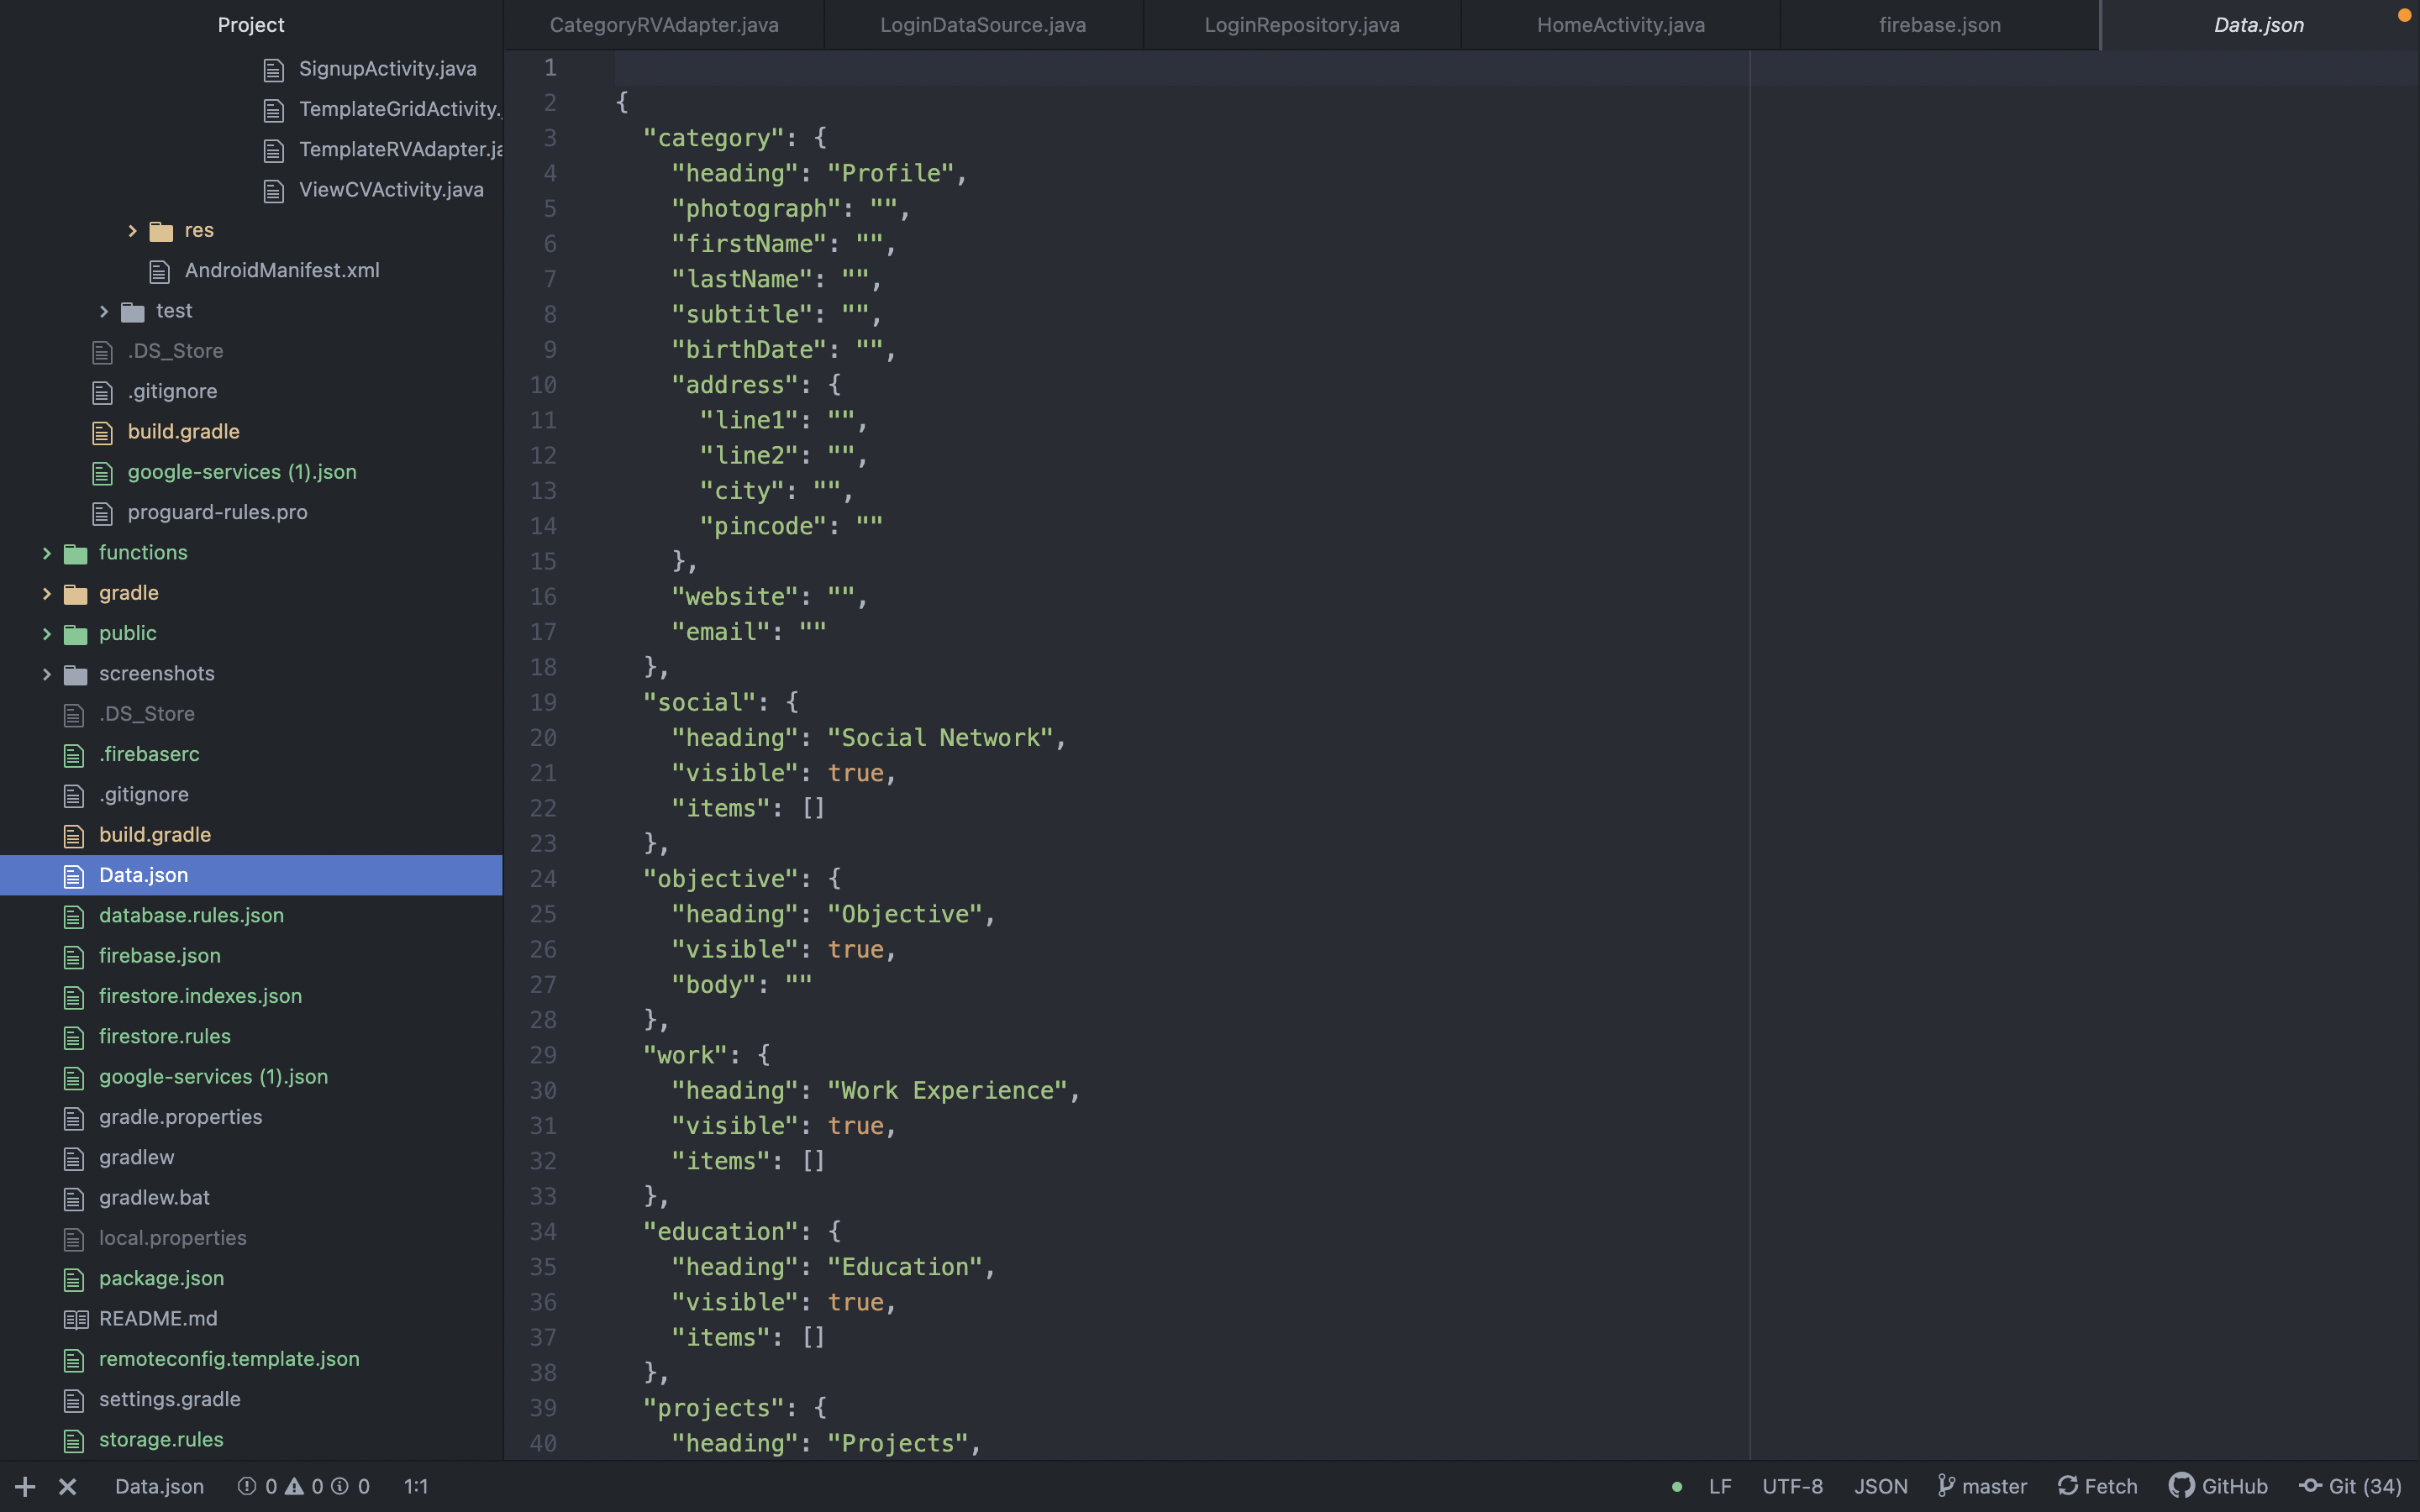 Project
SignupActivity.java
TemplateGridActivity.
TemplateRVAdapter.ja
ViewCVActivity.java
res
AndroidManifest.xml
test
.DS_Store
.gitignore
build.gradle
google-services (1).json
proguard-rules.pro
functions
gradle
public
screenshots
.DS_Store
.firebaserc
.gitignore
build.gradle
Data.json
database.rules.json
firebase.json
firestore.indexes.json
firestore.rules
google-services (1).json
gradle.properties
gradlew
gradlew.bat
local.properties
package.json
README.md
remoteconfig.template.json
settings.gradle
storage.rules
CategoryRVAdapter.java LoginDataSource.java LoginRepository.java HomeActivity.java firebase.json Data.json
1
2 {
3 "category": {
4 "heading": "Profile",
5 "photograph": "",
6 "firstName": "",
7 "lastName": "",
8 "subtitle": "",
9 "birthDate": "",
10 "address": {
11 "line1": "",
12 "line2": "",
13 "city": "",
14 "pincode": ""
15 },
16 "website": "",
17 "email": ""
18 },
19 "social": {
20 "heading": "Social Network",
21 "visible": true,
22 "items": []
23 },
24 "objective": {
25 "heading": "Objective",
26 "visible": true,
27 "body": ""
28 },
29 "work": {
30 "heading": "Work Experience",
31 "visible": true,
32 "items": []
33 },
34 "education": {
35 "heading": "Education",
36 "visible": true,
37 "items": []
38 },
39 "projects": {
40 "heading": "Projects",
Data.json 0 0 0 1:1 LF UTF-8 JSON master Fetch GitHub Git (34)